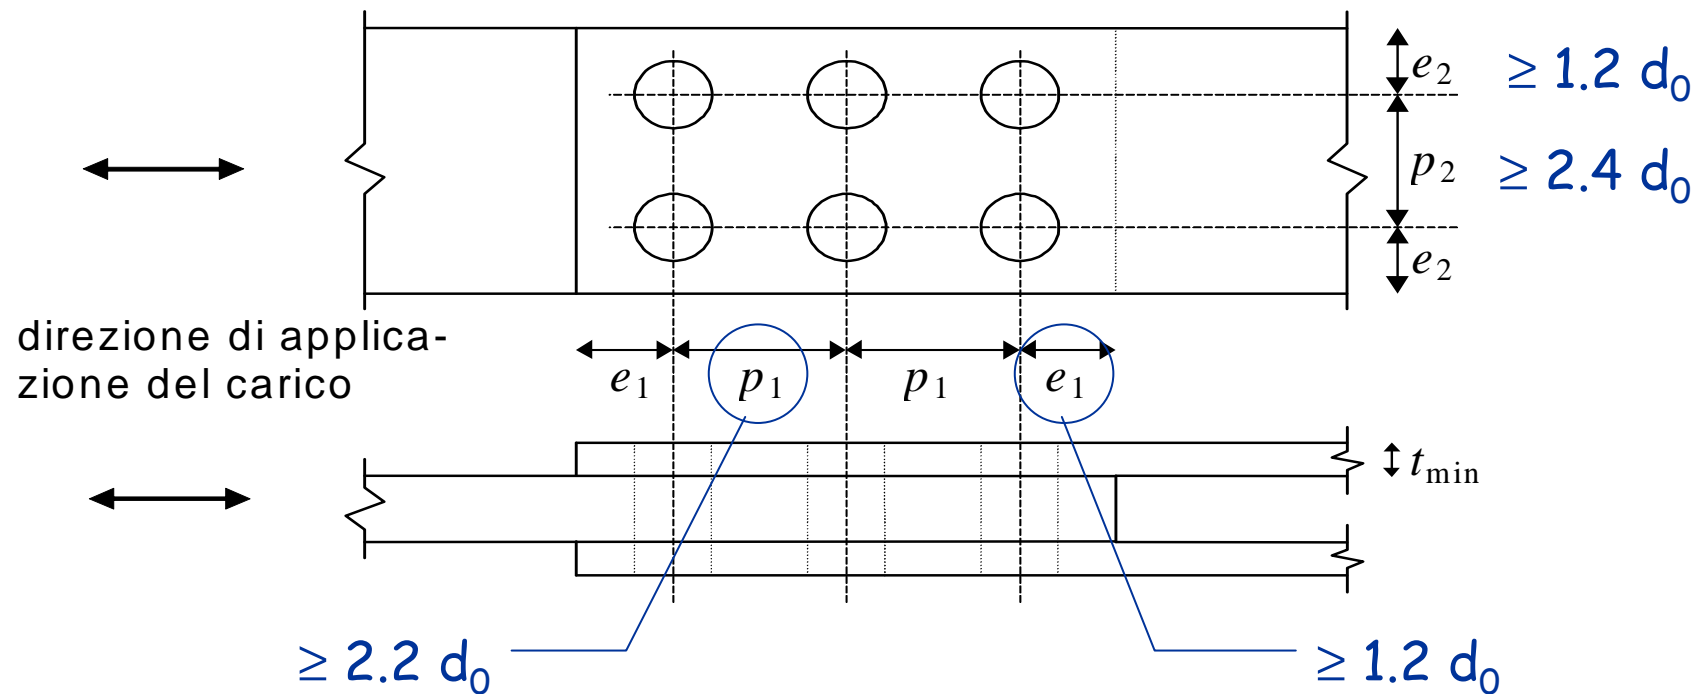 e₂ ≥ 1.2 d₀
p₂ ≥ 2.4 d₀
e₂
direzione di applica-
zione del carico
e₁ p₁ p₁ e₁
t min
≥ 2.2 d₀ ≥ 1.2 d₀